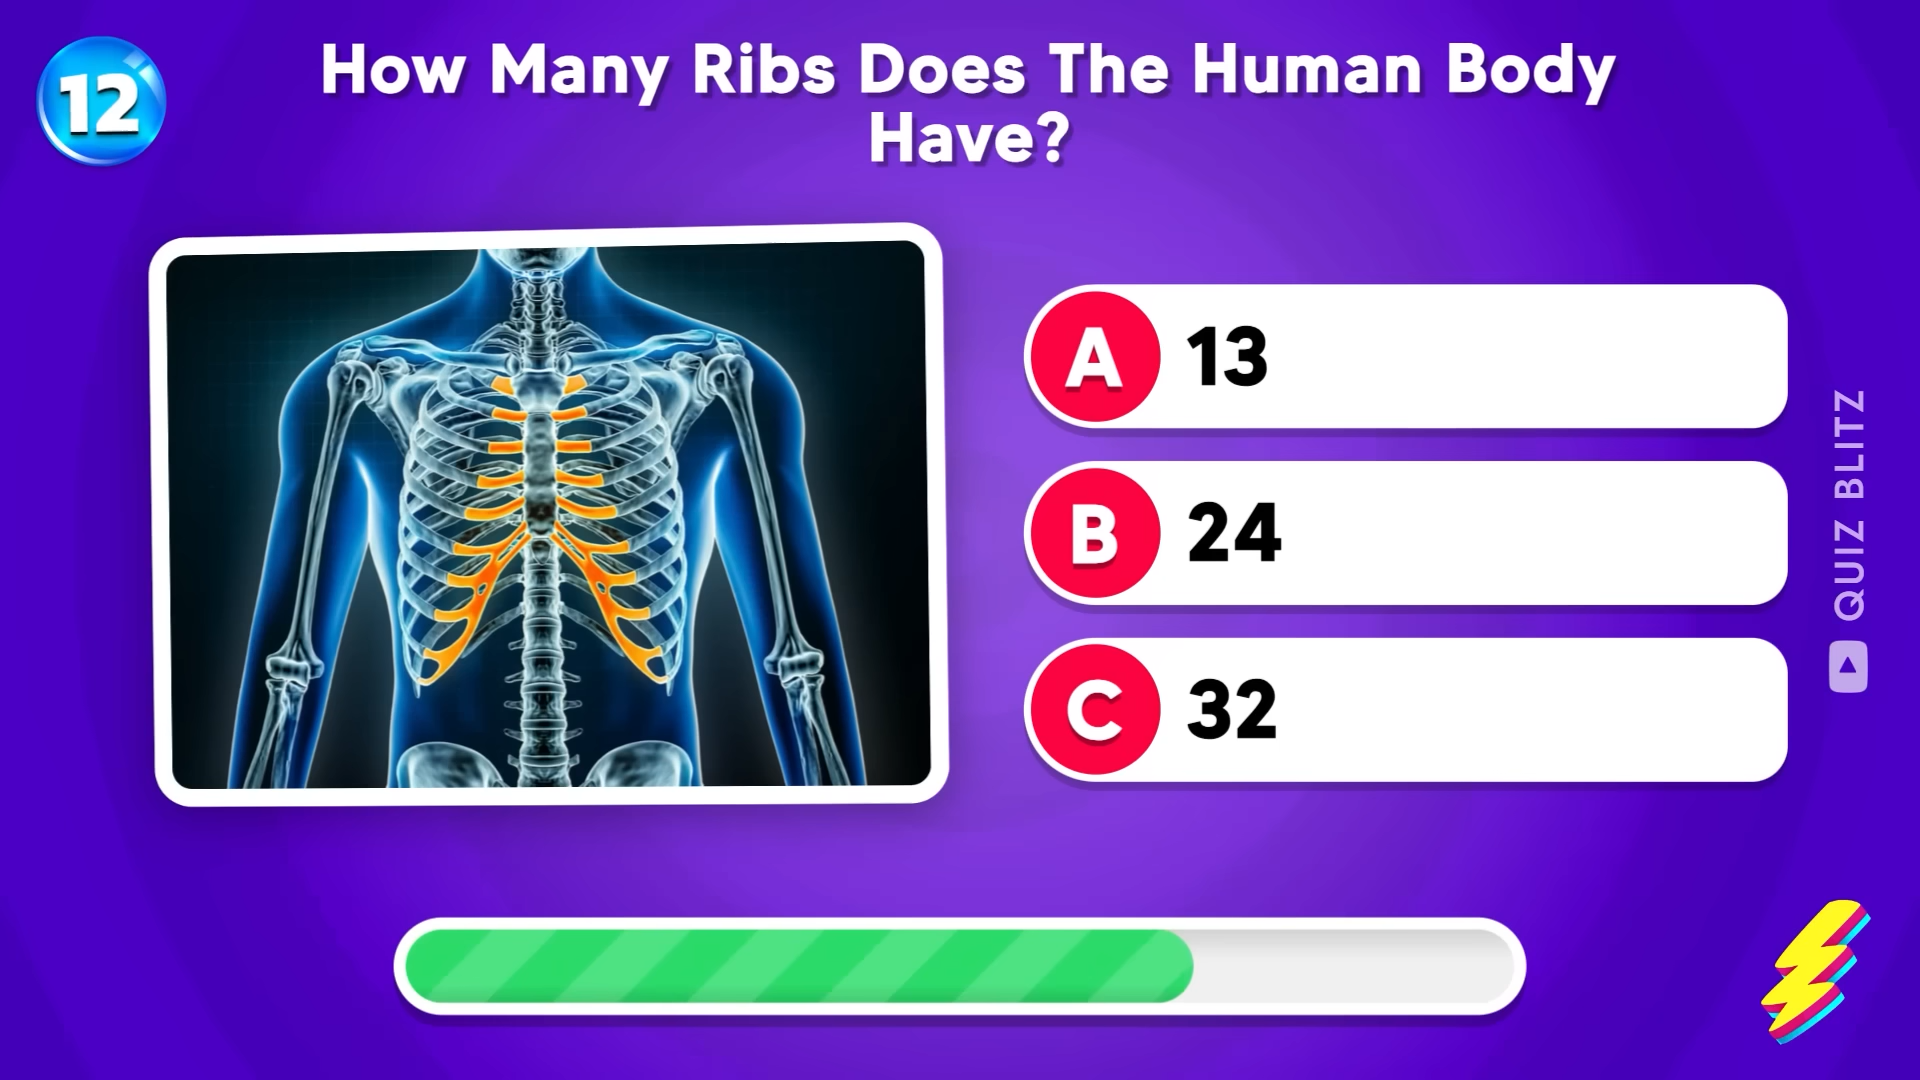 12
How Many Ribs Does The Human Body
Have?
A 13
B 24
C 32
QUIZ BLITZ